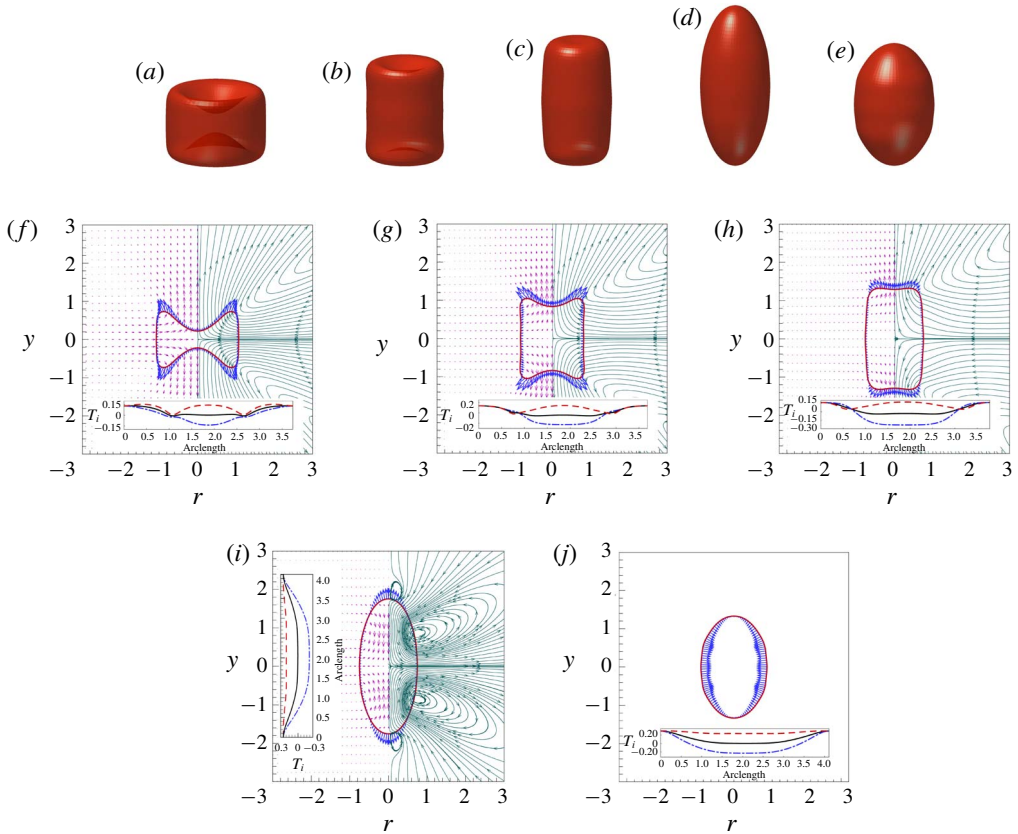 (a)
(b)
(c)
(d)
(e)
(f)
3
2
1
y 0
−1
−2
−3
0.15
T_i 0
−0.15
0 0.5 1.0 1.5 2.0 2.5 3.0 3.5
Arclength
−3 −2 −1 0 1 2 3
r
(g)
3
2
1
y 0
−1
−2
−3
0.2
T_i 0
−02
0 0.5 1.0 1.5 2.0 2.5 3.0 3.5
Arclength
−3 −2 −1 0 1 2 3
r
(h)
3
2
1
y 0
−1
−2
−3
0.15
T_i 0
−0.15
−0.30
0 0.5 1.0 1.5 2.0 2.5 3.0 3.5
Arclength
−3 −2 −1 0 1 2 3
r
(i)
3
2
1
y 0
−1
−2
−3
4.0
3.5
3.0
2.5
2.0
1.5
1.0
0.5
0
Arclength
0.3 0 −0.3
T_i
−3 −2 −1 0 1 2 3
r
(j)
3
2
1
y 0
−1
−2
−3
0.20
T_i 0
−0.20
0 0.5 1.0 1.5 2.0 2.5 3.0 3.5 4.0
Arclength
−3 −2 −1 0 1 2 3
r